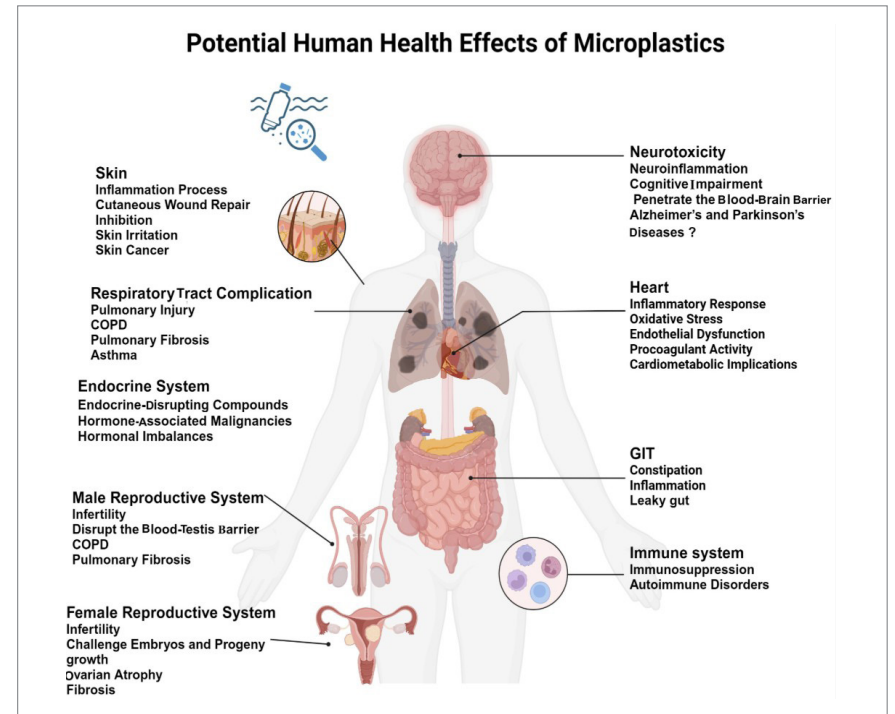 Potential Human Health Effects of Microplastics
Skin
Inflammation Process
Cutaneous Wound Repair
Inhibition
Skin Irritation
Skin Cancer
Respiratory Tract Complication
Pulmonary Injury
COPD
Pulmonary Fibrosis
Asthma
Endocrine System
Endocrine-Disrupting Compounds
Hormone-Associated Malignancies
Hormonal Imbalances
Male Reproductive System
Infertility
Disrupt the Blood-Testis Barrier
COPD
Pulmonary Fibrosis
Female Reproductive System
Infertility
Challenge Embryos and Progeny
growth
Ovarian Atrophy
Fibrosis
Neurotoxicity
Neuroinflammation
Cognitive Impairment
Penetrate the Blood-Brain Barrier
Alzheimer's and Parkinson's
Diseases ?
Heart
Inflammatory Response
Oxidative Stress
Endothelial Dysfunction
Procoagulant Activity
Cardiometabolic Implications
GIT
Constipation
Inflammation
Leaky gut
Immune system
Immunosuppression
Autoimmune Disorders